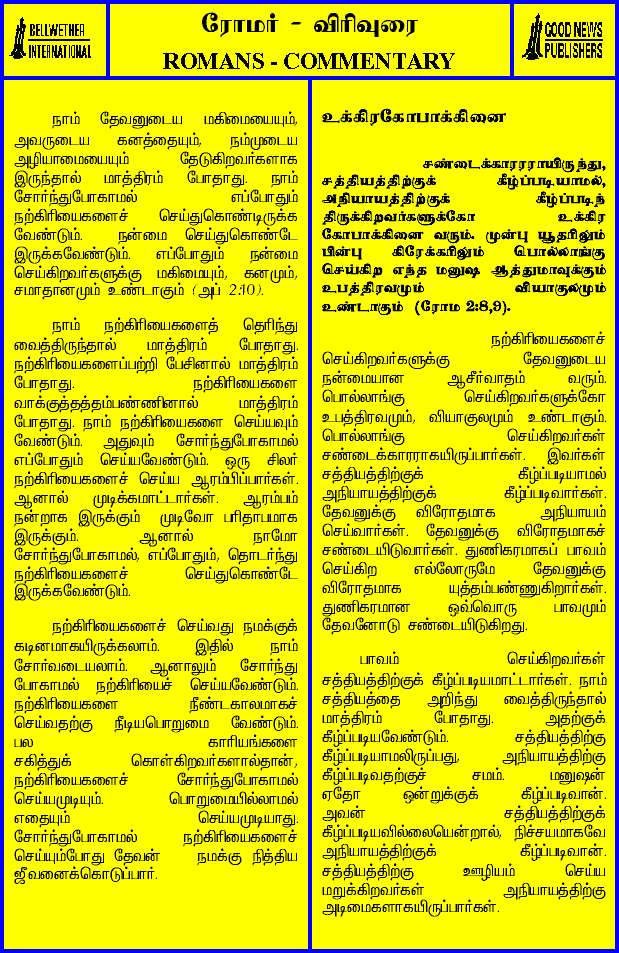 BELLWETHER
INTERNATIONAL
ரோமர் - விரிவுரை
ROMANS - COMMENTARY
GOOD NEWS
PUBLISHERS
நாம் தேவனுடைய மகிமையையும்,
அவருடைய கனத்தையும், நம்முடைய
அழியாமையையும் தேடுகிறவர்களாக
இருந்தால் மாத்திரம் போதாது. நாம்
சோர்ந்துபோகாமல் எப்போதும்
நற்கிரியைகளைச் செய்துகொண்டிருக்க
வேண்டும். நன்மை செய்துகொண்டே
இருக்கவேண்டும். எப்போதும் நன்மை
செய்கிறவர்களுக்கு மகிமையும், கனமும்,
சமாதானமும் உண்டாகும் (அப் 2:10).
நாம் நற்கிரியைகளைத் தெரிந்து
வைத்திருந்தால் மாத்திரம் போதாது.
நற்கிரியைகளைப்பற்றி பேசினால் மாத்திரம்
போதாது. நற்கிரியைகளை
வாக்குத்தத்தம்பண்ணினால் மாத்திரம்
போதாது. நாம் நற்கிரியைகளை செய்யவும்
வேண்டும். அதுவும் சோர்ந்துபோகாமல்
எப்போதும் செய்யவேண்டும். ஒரு சிலர்
நற்கிரியைகளைச் செய்ய ஆரம்பிப்பார்கள்.
ஆனால் முடிக்கமாட்டார்கள். ஆரம்பம்
நன்றாக இருக்கும் முடிவோ பரிதாபமாக
இருக்கும். ஆனால் நாமோ
சோர்ந்துபோகாமல், எப்போதும், தொடர்ந்து
நற்கிரியைகளைச் செய்துகொண்டே
இருக்கவேண்டும்.
நற்கிரியைகளைச் செய்வது நமக்குக்
கடினமாகயிருக்கலாம். இதில் நாம்
சோர்வடையலாம். ஆனாலும் சோர்ந்து
போகாமல் நற்கிரியைச் செய்யவேண்டும்.
நற்கிரியைகளை நீண்டகாலமாகச்
செய்வதற்கு நீடியபொறுமை வேண்டும்.
பல காரியங்களை
சகித்துக் கொள்கிறவர்களால்தான்,
நற்கிரியைகளைச் சோர்ந்துபோகாமல்
செய்யமுடியும். பொறுமையில்லாமல்
எதையும் செய்யமுடியாது.
சோர்ந்துபோகாமல் நற்கிரியைகளைச்
செய்யும்போது தேவன் நமக்கு நித்திய
ஜீவனைக்கொடுப்பார்.
உக்கிரகோபாக்கினை
சண்டைக்காரரராயிருந்து,
சத்தியத்திற்குக் கீழ்ப்படியாமல்,
அநியாயத்திற்குக் கீழ்ப்படிந்
திருக்கிறவர்களுக்கோ உக்கிர
கோபாக்கினை வரும். முன்பு யூதரிலும்
பின்பு கிரேக்கரிலும் பொல்லாங்கு
செய்கிற எந்த மனுஷ ஆத்துமாவுக்கும்
உபத்திரவமும் வியாகுலமும்
உண்டாகும் (ரோம 2:8,9).
நற்கிரியைகளைச்
செய்கிறவர்களுக்கு தேவனுடைய
நன்மையான ஆசீர்வாதம் வரும்.
பொல்லாங்கு செய்கிறவர்களுக்கோ
உபத்திரவமும், வியாகுலமும் உண்டாகும்.
பொல்லாங்கு செய்கிறவர்கள்
சண்டைக்காரராகயிருப்பார்கள். இவர்கள்
சத்தியத்திற்குக் கீழ்ப்படியாமல்
அநியாயத்திற்குக் கீழ்ப்படிவார்கள்.
தேவனுக்கு விரோதமாக அநியாயம்
செய்வார்கள். தேவனுக்கு விரோதமாகச்
சண்டையிடுவார்கள். துணிகரமாகப் பாவம்
செய்கிற எல்லோருமே தேவனுக்கு
விரோதமாக யுத்தம்பண்ணுகிறார்கள்.
துணிகரமான ஒவ்வொரு பாவமும்
தேவனோடு சண்டையிடுகிறது.
பாவம் செய்கிறவர்கள்
சத்தியத்திற்குக் கீழ்ப்படியமாட்டார்கள். நாம்
சத்தியத்தை அறிந்து வைத்திருந்தால்
மாத்திரம் போதாது. அதற்குக்
கீழ்ப்படியவேண்டும். சத்தியத்திற்கு
கீழ்ப்படியாமலிருப்பது, அநியாயத்திற்கு
கீழ்ப்படிவதற்குச் சமம். மனுஷன்
ஏதோ ஒன்றுக்குக் கீழ்ப்படிவான்.
அவன் சத்தியத்திற்குக்
கீழ்ப்படியவில்லையென்றால், நிச்சயமாகவே
அநியாயத்திற்குக் கீழ்ப்படிவான்.
சத்தியத்திற்கு ஊழியம் செய்ய
மறுக்கிறவர்கள் அநியாயத்திற்கு
அடிமைகளாகயிருப்பார்கள்.